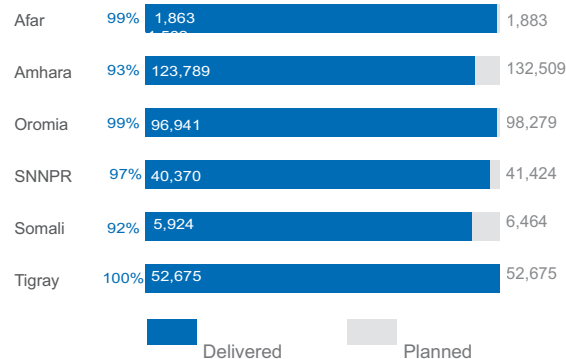 Afar 99% 1,863 1,883
Amhara 93% 123,789 132,509
Oromia 99% 96,941 98,279
SNNPR 97% 40,370 41,424
Somali 92% 5,924 6,464
Tigray 100% 52,675 52,675
Delivered Planned